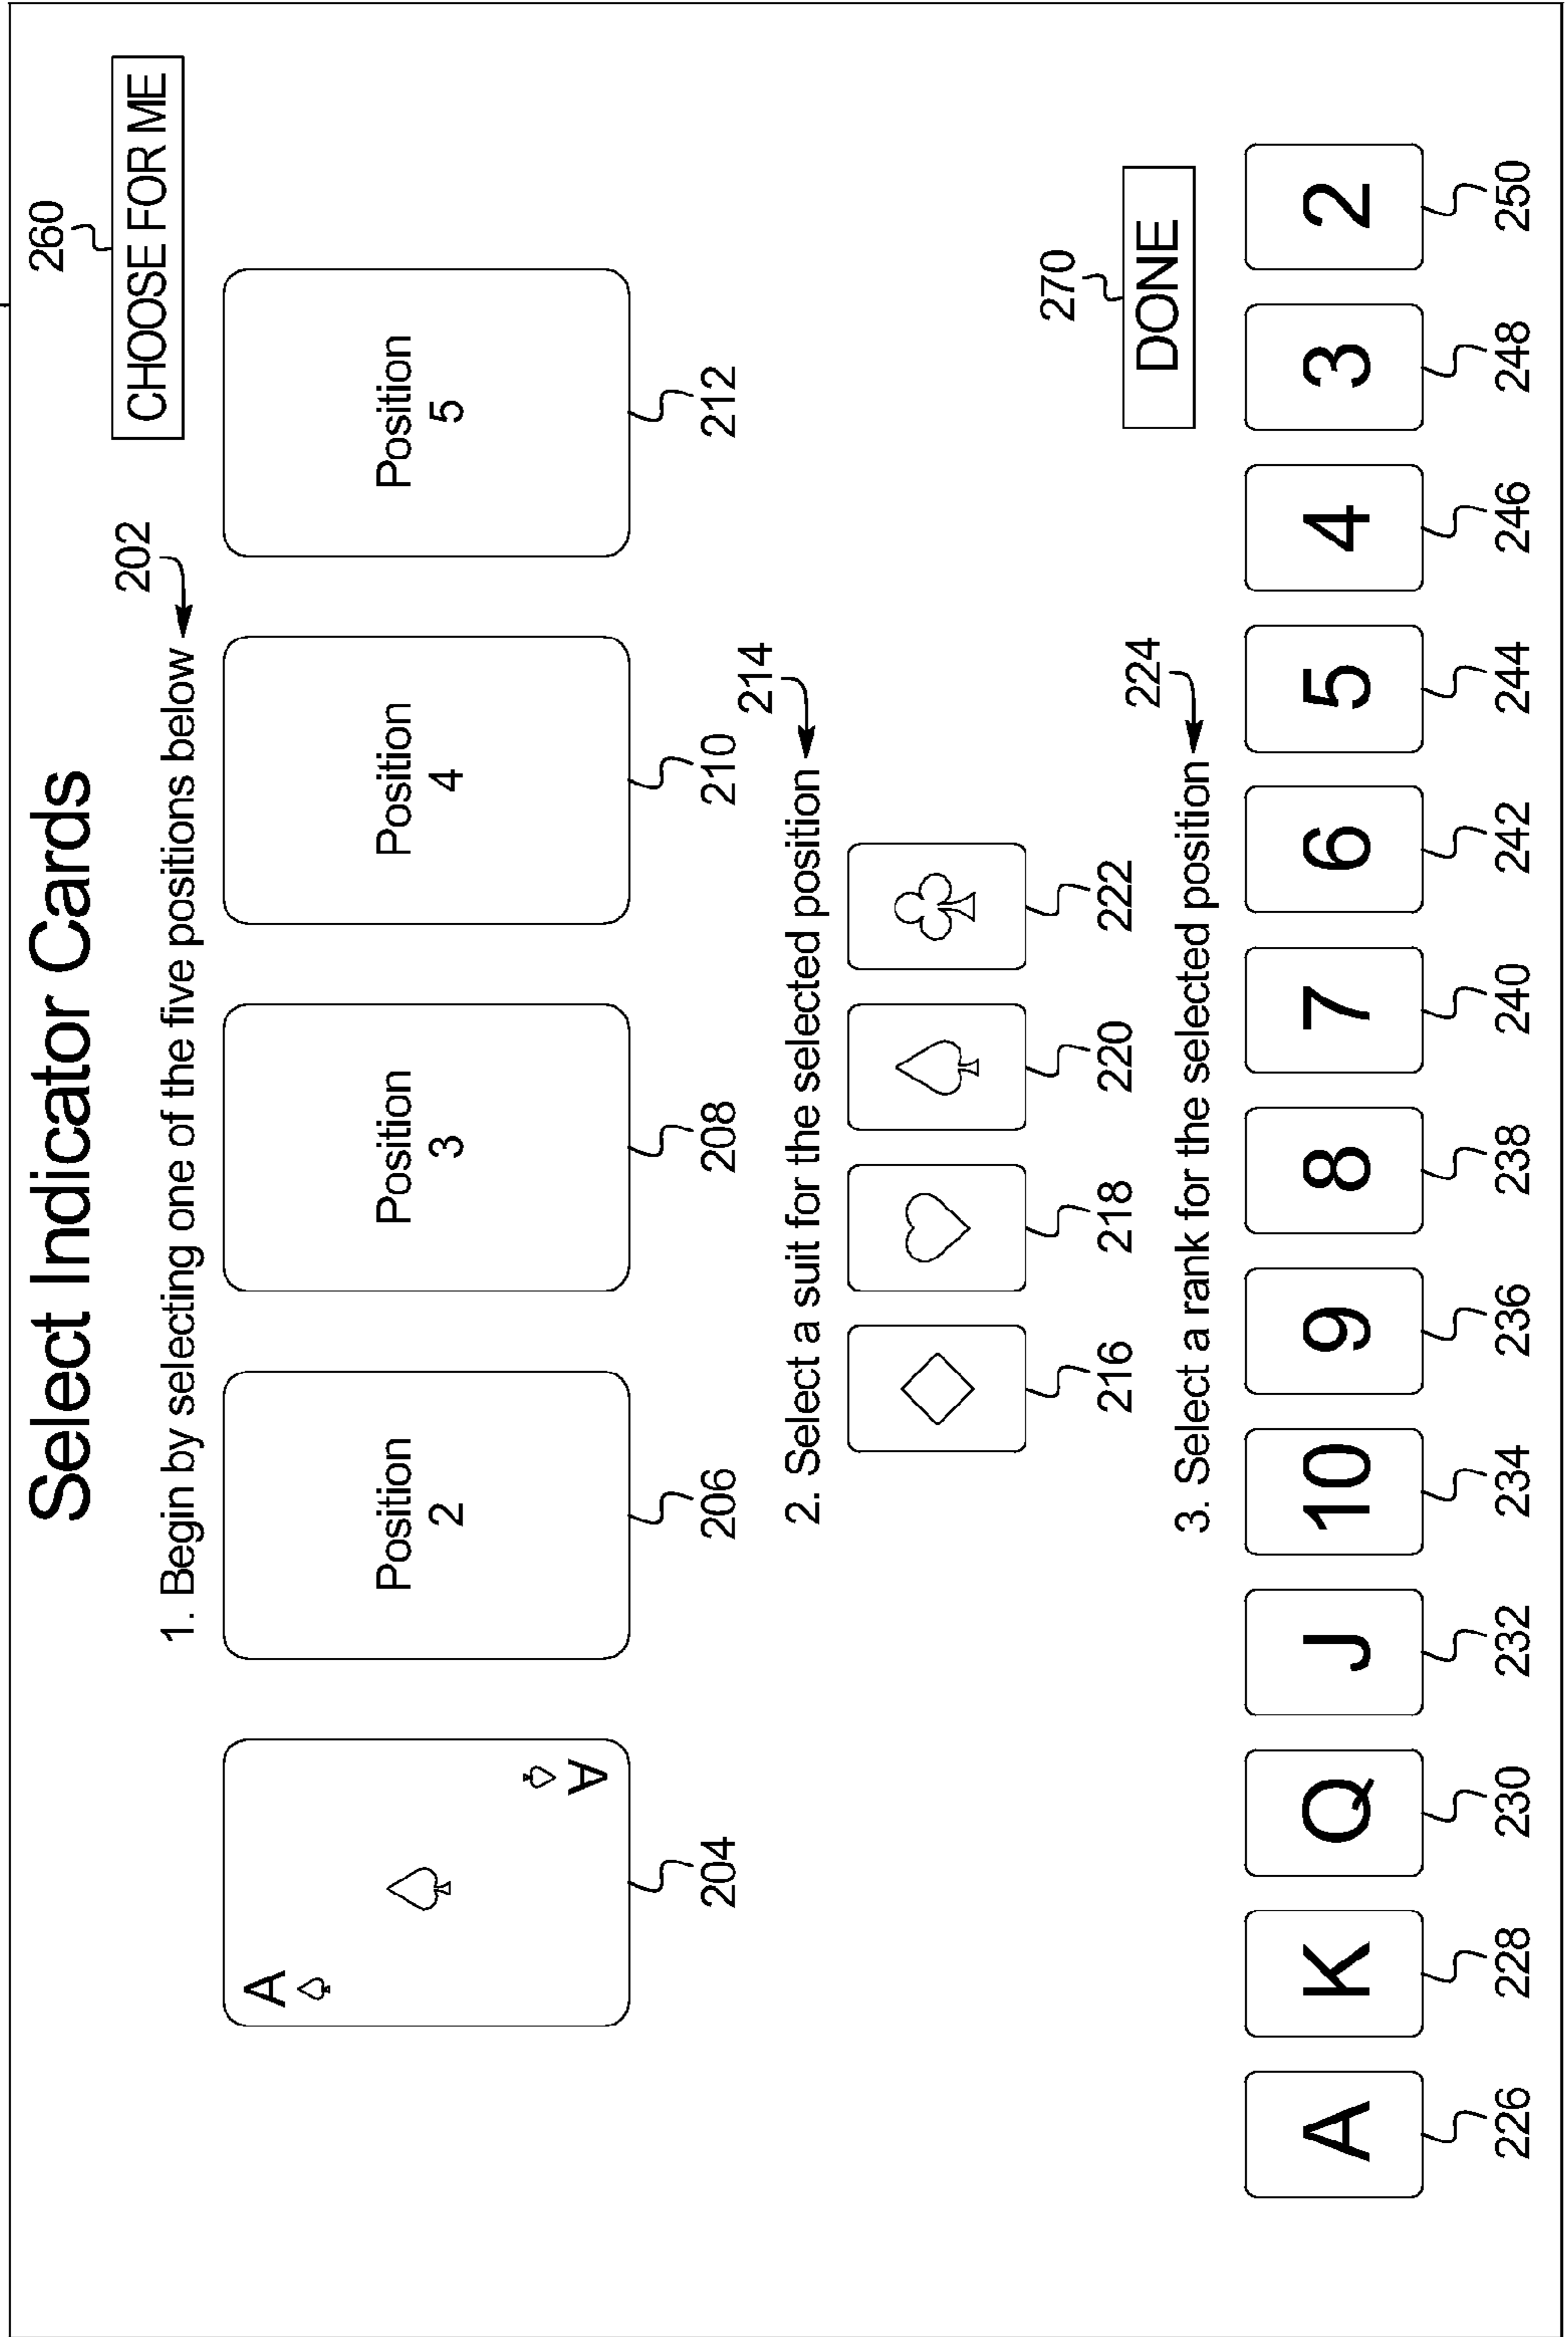 Select Indicator Cards
260
CHOOSE FOR ME
1. Begin by selecting one of the five positions below
202
A
A
Position
2
Position
3
Position
4
Position
5
204
206
208
210
212
2. Select a suit for the selected position
214
216
218
220
222
270
DONE
3. Select a rank for the selected position
224
A
K
Q
J
10
9
8
7
6
5
4
3
2
226
228
230
232
234
236
238
240
242
244
246
248
250